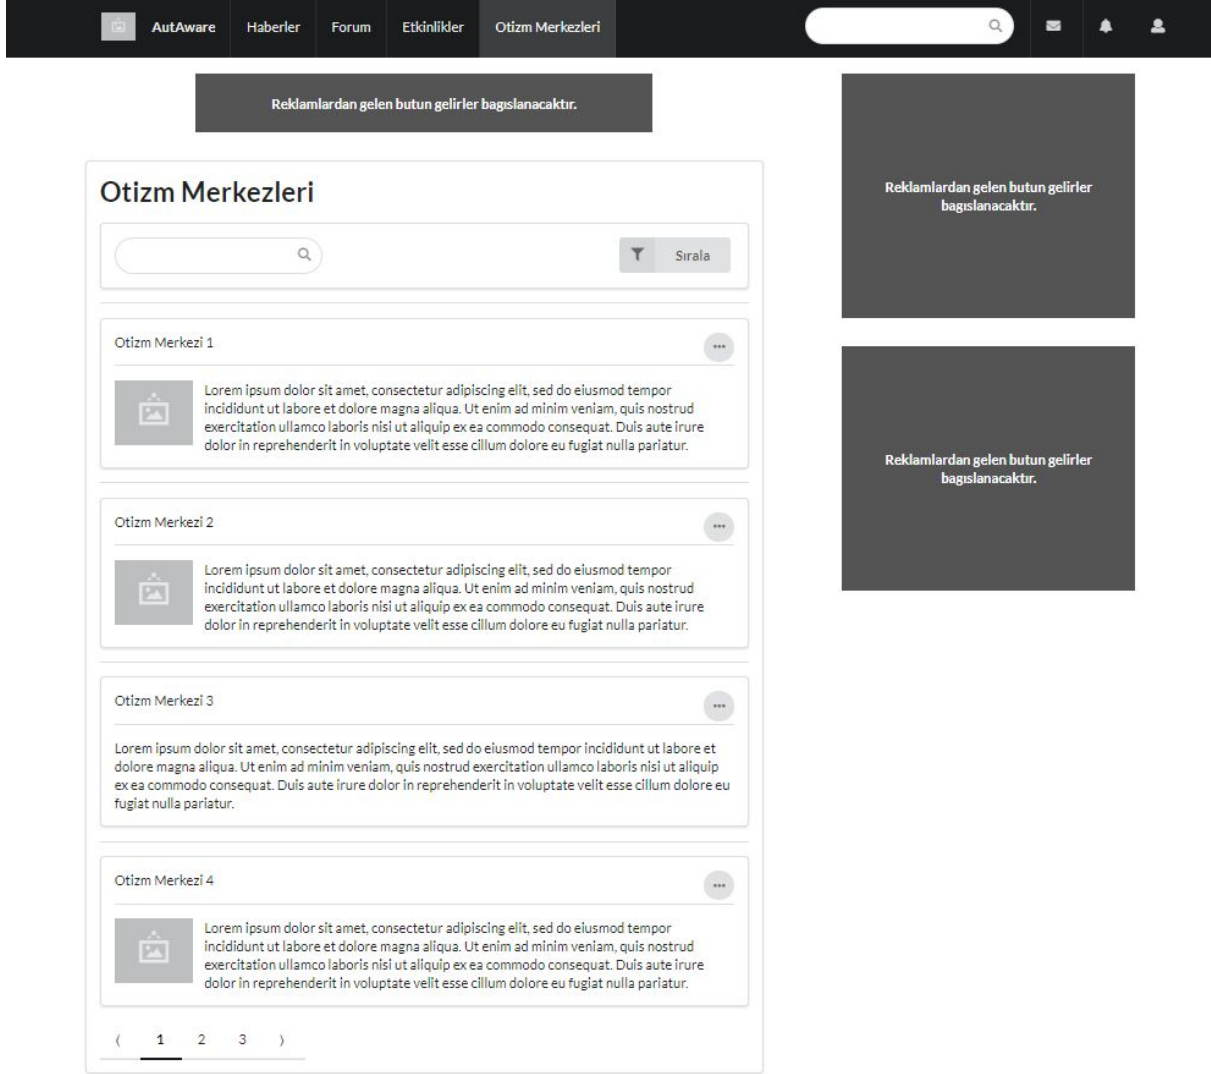 AutAware
Haberler
Forum
Etkinlikler
Otizm Merkezleri
Reklamlardan gelen butun gelirler bagıslanacaktır.
Otizm Merkezleri
Sırala
Otizm Merkezi 1
Lorem ipsum dolor sit amet, consectetur adipiscing elit, sed do eiusmod tempor
incididunt ut labore et dolore magna aliqua. Ut enim ad minim veniam, quis nostrud
exercitation ullamco laboris nisi ut aliquip ex ea commodo consequat. Duis aute irure
dolor in reprehenderit in voluptate velit esse cillum dolore eu fugiat nulla pariatur.
Otizm Merkezi 2
Lorem ipsum dolor sit amet, consectetur adipiscing elit, sed do eiusmod tempor
incididunt ut labore et dolore magna aliqua. Ut enim ad minim veniam, quis nostrud
exercitation ullamco laboris nisi ut aliquip ex ea commodo consequat. Duis aute irure
dolor in reprehenderit in voluptate velit esse cillum dolore eu fugiat nulla pariatur.
Otizm Merkezi 3
Lorem ipsum dolor sit amet, consectetur adipiscing elit, sed do eiusmod tempor incididunt ut labore et
dolore magna aliqua. Ut enim ad minim veniam, quis nostrud exercitation ullamco laboris nisi ut aliquip
ex ea commodo consequat. Duis aute irure dolor in reprehenderit in voluptate velit esse cillum dolore eu
fugiat nulla pariatur.
Otizm Merkezi 4
Lorem ipsum dolor sit amet, consectetur adipiscing elit, sed do eiusmod tempor
incididunt ut labore et dolore magna aliqua. Ut enim ad minim veniam, quis nostrud
exercitation ullamco laboris nisi ut aliquip ex ea commodo consequat. Duis aute irure
dolor in reprehenderit in voluptate velit esse cillum dolore eu fugiat nulla pariatur.
⟨ 1 2 3 ⟩
Reklamlardan gelen butun gelirler
bagıslanacaktır.
Reklamlardan gelen butun gelirler
bagıslanacaktır.